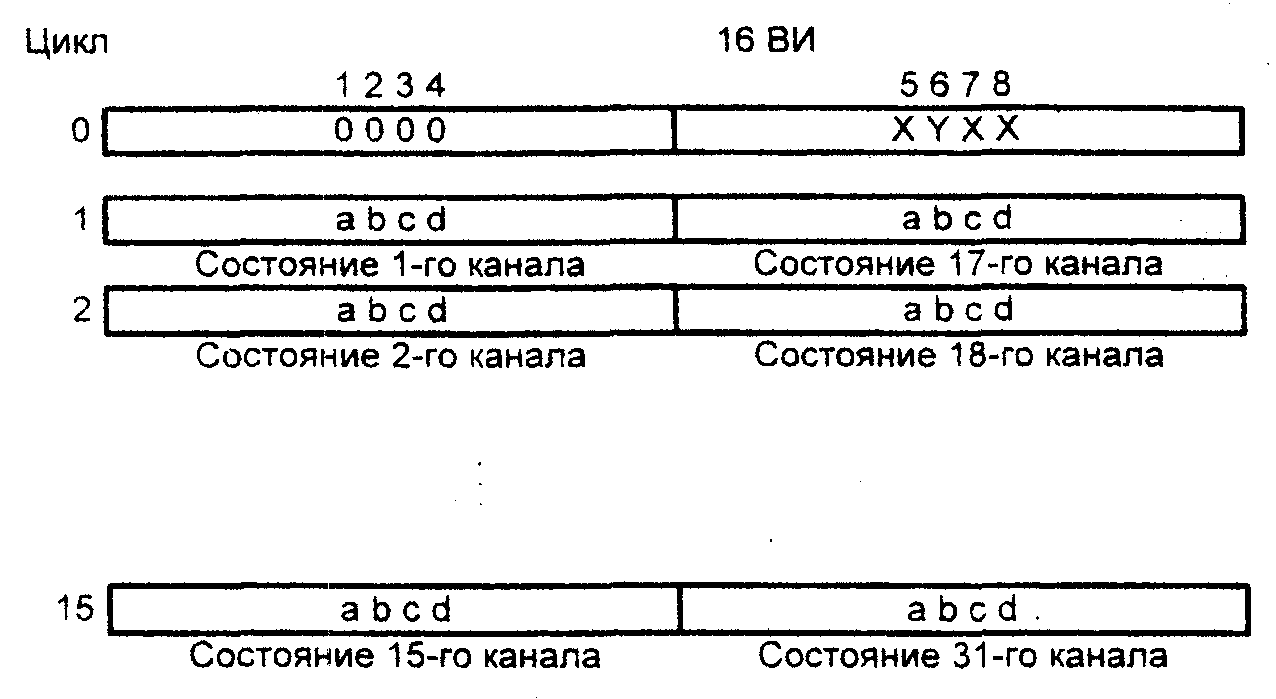 Цикл 16 ВИ
1 2 3 4 5 6 7 8
0 0 0 0 0 X Y X X
1 a b c d a b c d
Состояние 1-го канала Состояние 17-го канала
2 a b c d a b c d
Состояние 2-го канала Состояние 18-го канала
15 a b c d a b c d
Состояние 15-го канала Состояние 31-го канала